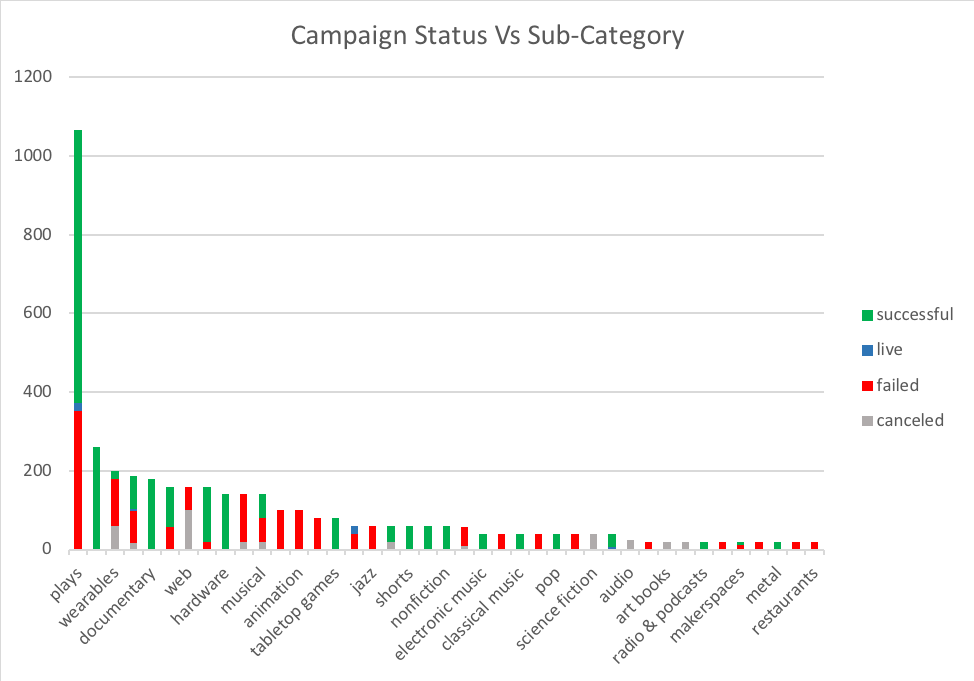 Campaign Status Vs Sub-Category
1200
1000
800
600
400
200
0
plays
wearables
documentary
web
hardware
musical
animation
tabletop games
jazz
shorts
nonfiction
electronic music
classical music
pop
science fiction
audio
art books
radio & podcasts
makerspaces
metal
restaurants
successful
live
failed
canceled